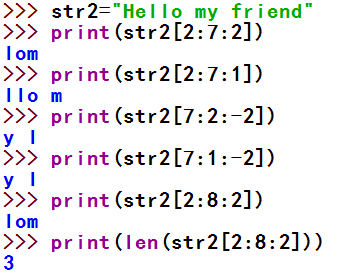 >>> str2="Hello my friend"
>>> print(str2[2:7:2])
lom
>>> print(str2[2:7:1])
llo m
>>> print(str2[7:2:-2])
y l
>>> print(str2[7:1:-2])
y l
>>> print(str2[2:8:2])
lom
>>> print(len(str2[2:8:2]))
3